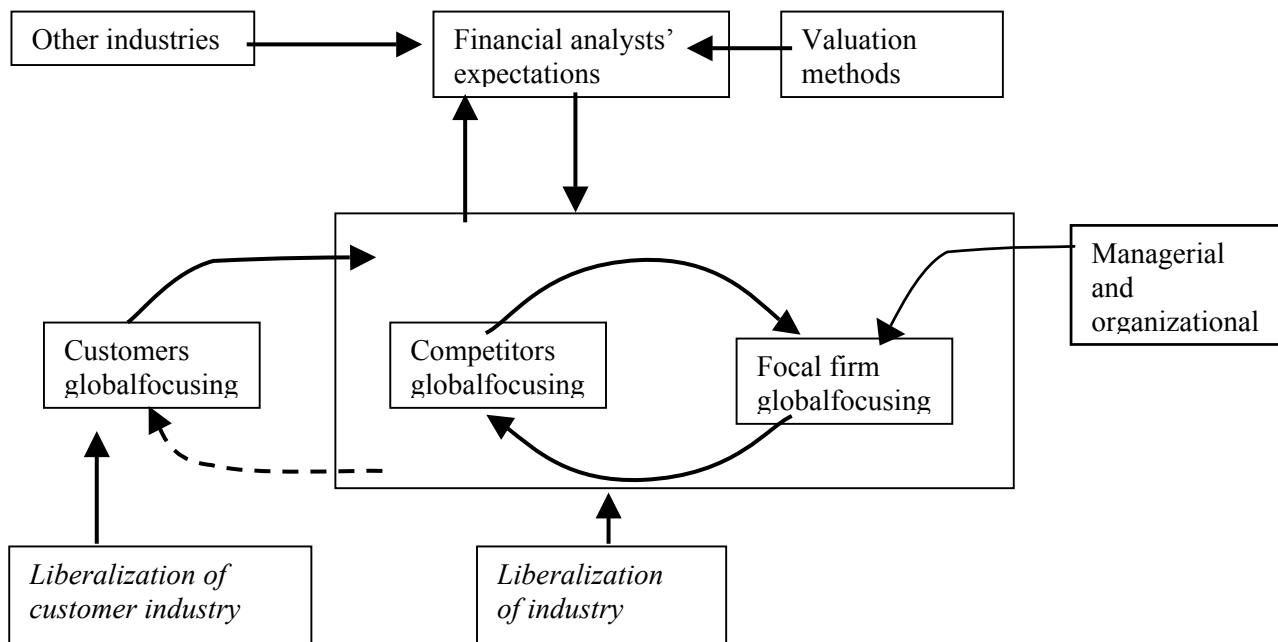 Other industries
Financial analysts’
expectations
Valuation
methods
Managerial
and
organizational
Customers
globalfocusing
Competitors
globalfocusing
Focal firm
globalfocusing
Liberalization of
customer industry
Liberalization
of industry